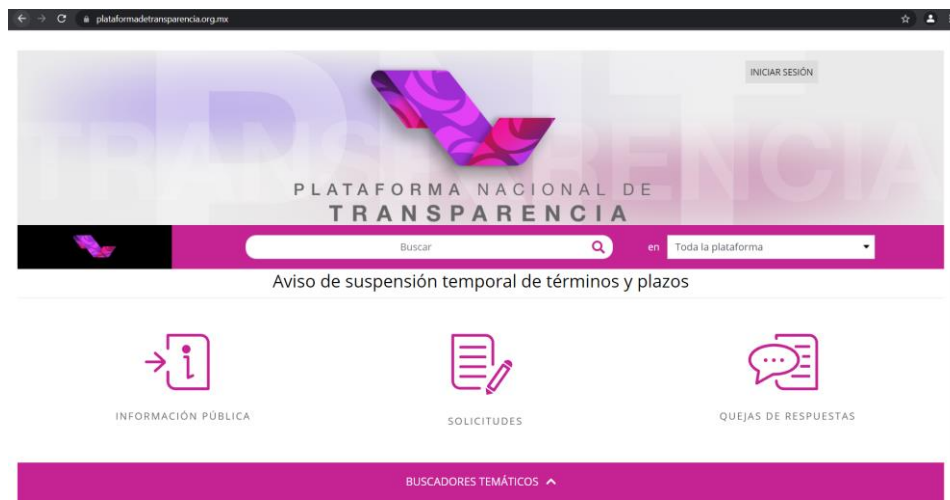 plataformadetransparencia.org.mx
INICIAR SESIÓN
PNT
TRANSPARENCIA
PLATAFORMA NACIONAL DE
TRANSPARENCIA
Buscar
en Toda la plataforma
Aviso de suspensión temporal de términos y plazos
INFORMACIÓN PÚBLICA
SOLICITUDES
QUEJAS DE RESPUESTAS
BUSCADORES TEMÁTICOS